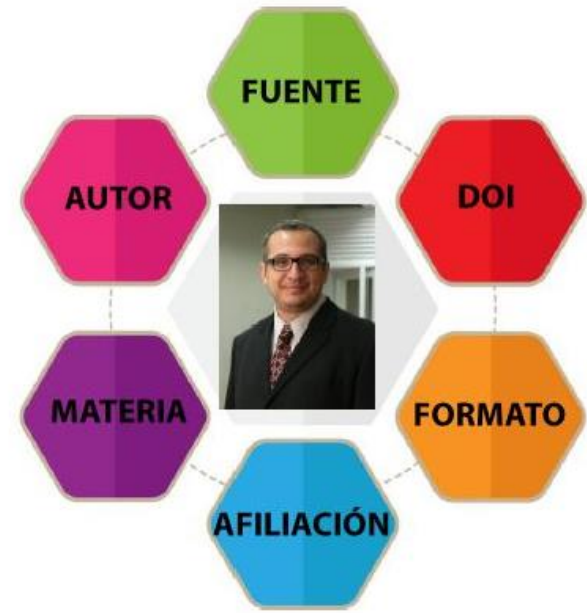 FUENTE
AUTOR
DOI
MATERIA
FORMATO
AFILIACIÓN